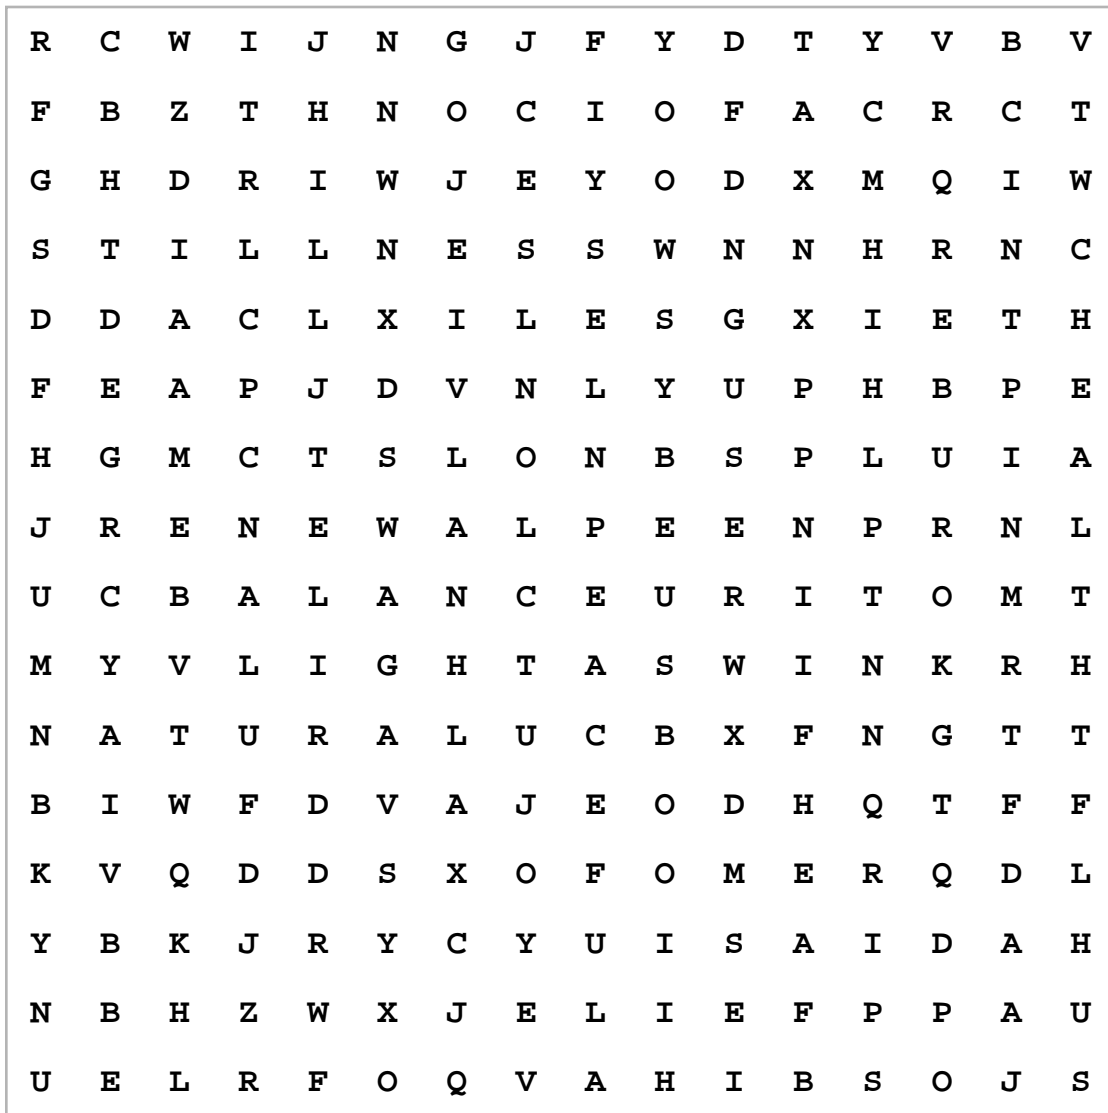 R C W I J N G J F Y D T Y V B V
F B Z T H N O C I O F A C R C T
G H D R I W J E Y O D X M Q I W
S T I L L N E S S W N N H R N C
D D A C L X I L E S G X I E T H
F E A P J D V N L Y U P H B P E
H G M C T S L O N B S P L U I A
J R E N E W A L P E E N P R N L
U C B A L A N C E U R I T O M T
M Y V L I G H T A S W I N K R H
N A T U R A L U C B X F N G T T
B I W F D V A J E O D H Q T F F
K V Q D D S X O F O M E R Q D L
Y B K J R Y C Y U I S A I D A H
N B H Z W X J E L I E F P P A U
U E L R F O Q V A H I B S O J S